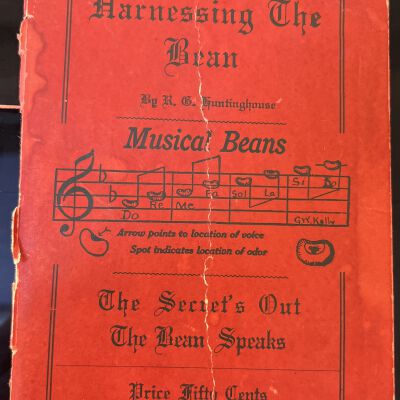 Harnessing The
Bean
By R. G. Huntinghouse
Musical Beans
Do Re Me Fa Sol La Si Do
G.W. Kelly
Arrow points to location of voice
Spot indicates location of odor
The Secret's Out
The Bean Speaks
Price Fifty Cents